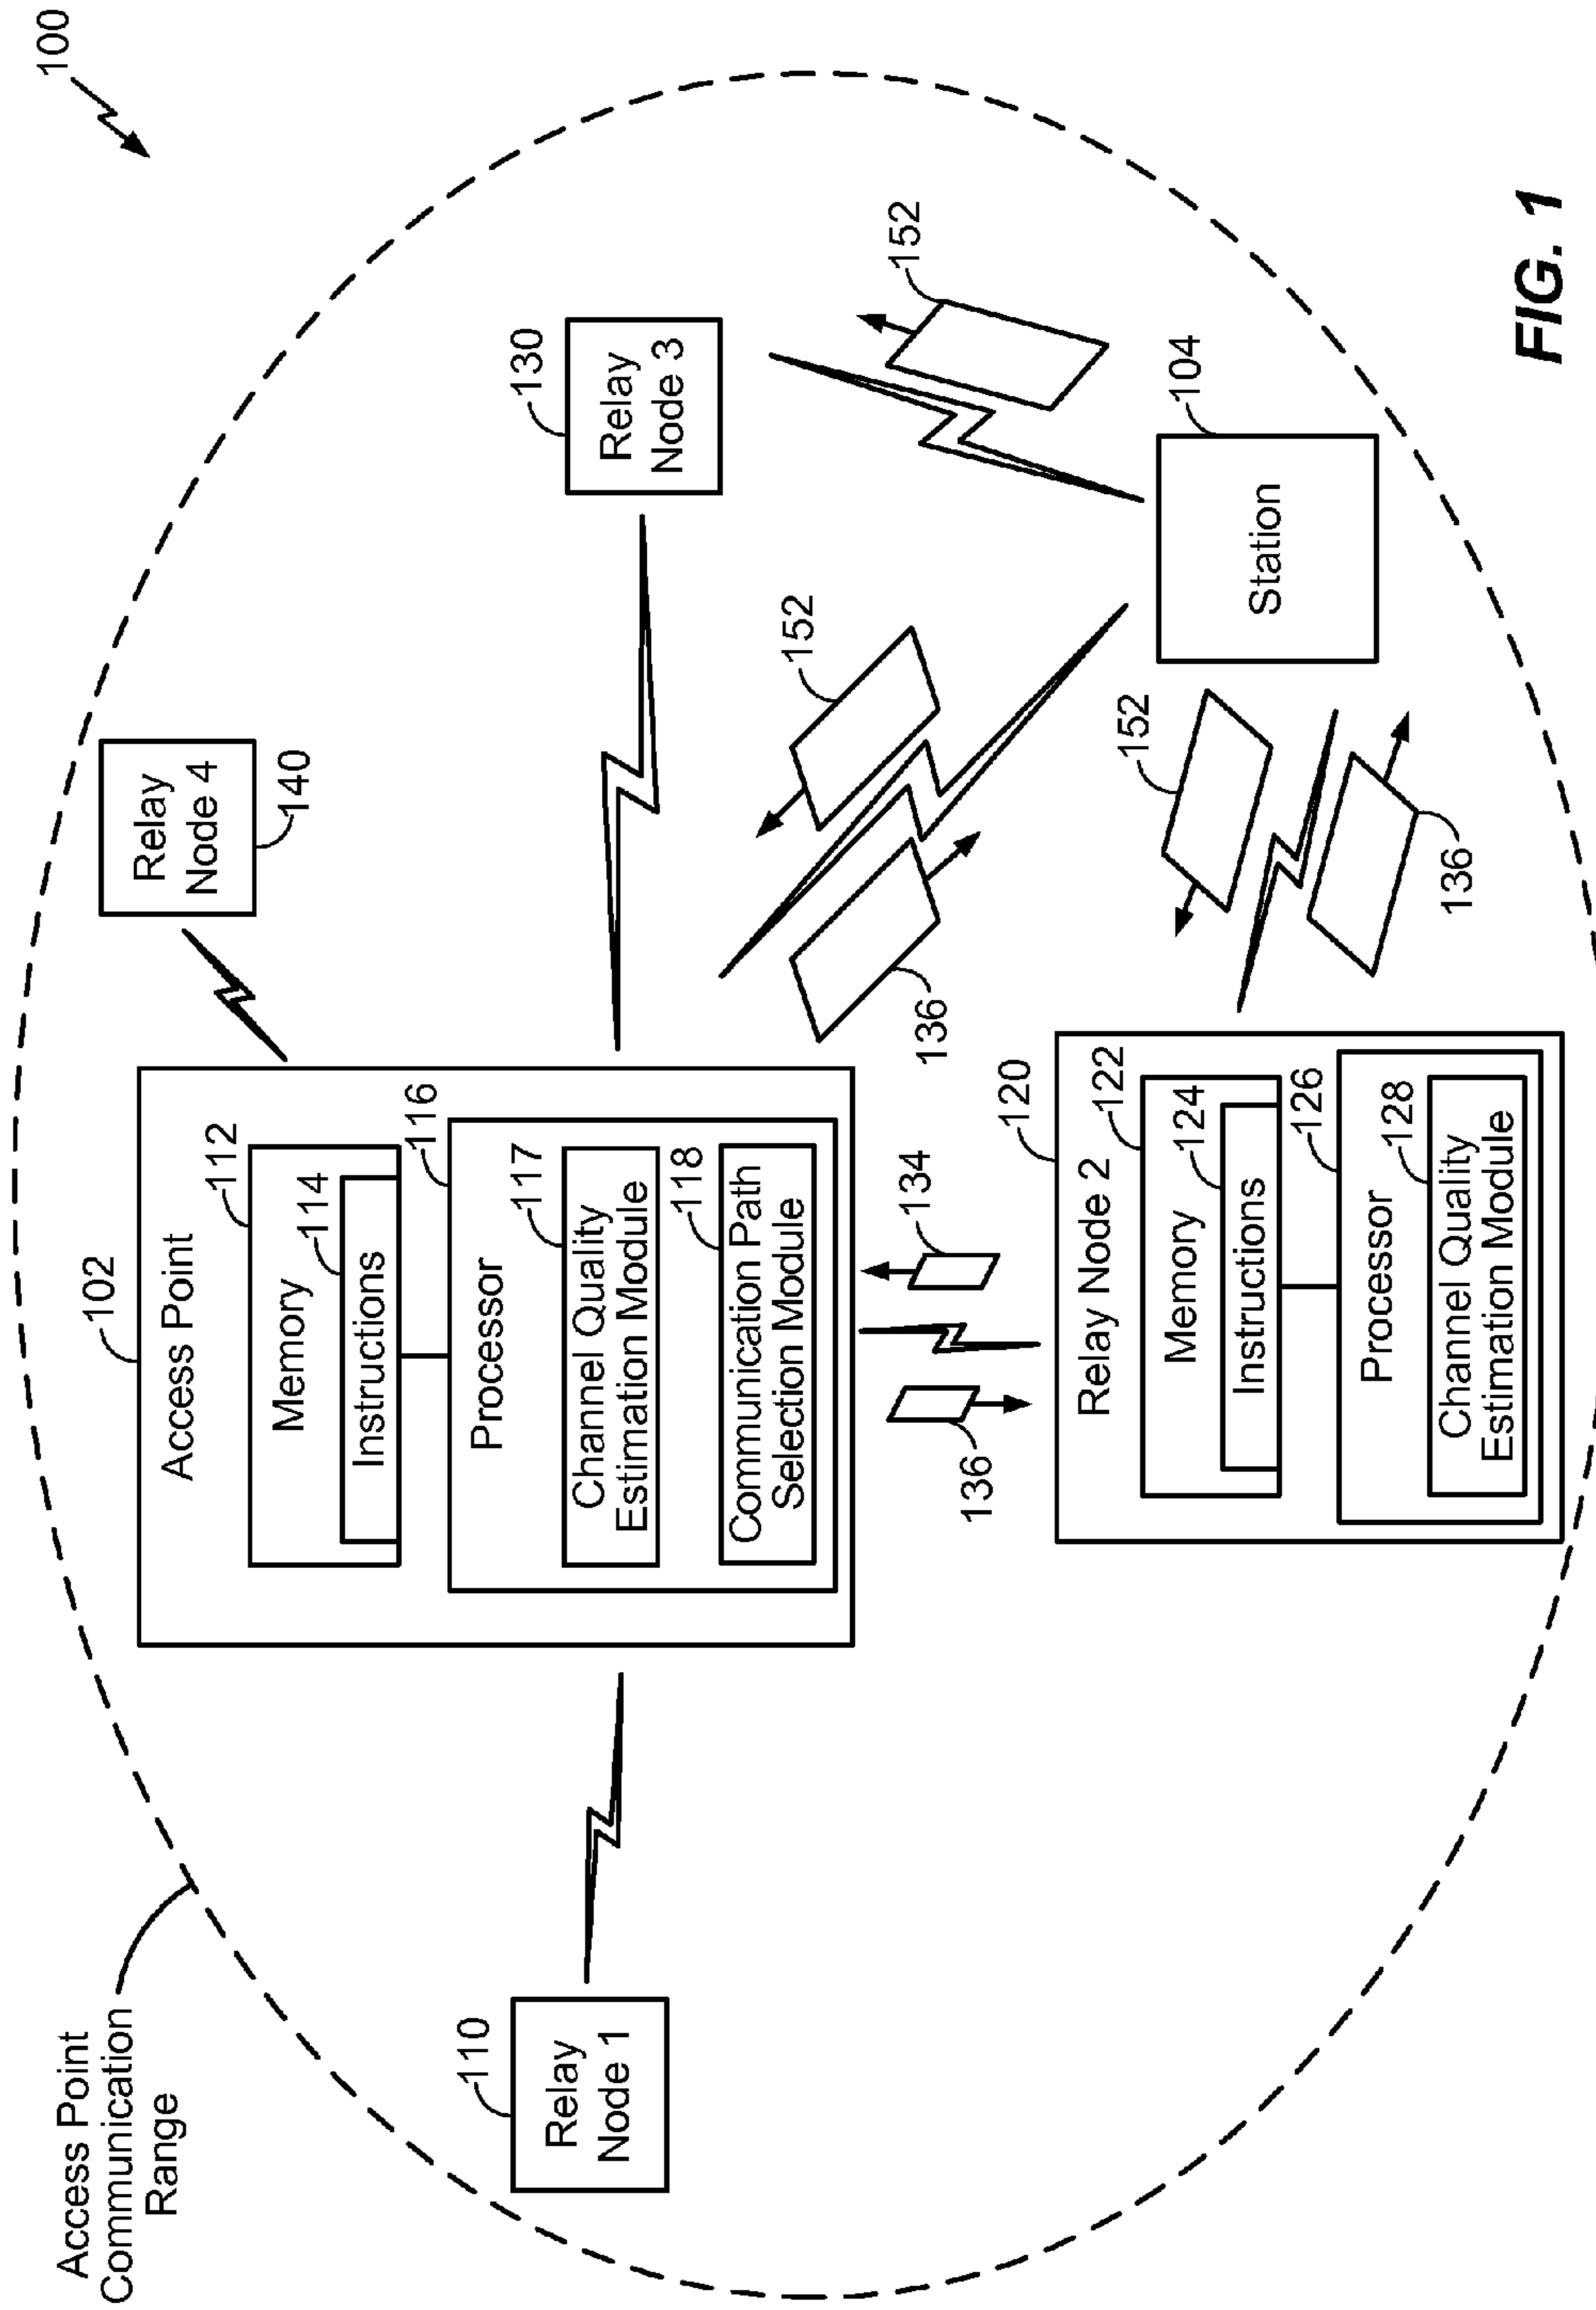 100
Access Point
Communication
Range
Relay
Node 4
140
102
Access Point
112
Memory
114
Instructions
116
Processor
117
Channel Quality
Estimation Module
118
Communication Path
Selection Module
110
Relay
Node 1
130
Relay
Node 3
152
152
136
136
134
120
Relay Node 2
122
Memory
124
Instructions
126
Processor
128
Channel Quality
Estimation Module
152
136
104
Station
FIG. 1